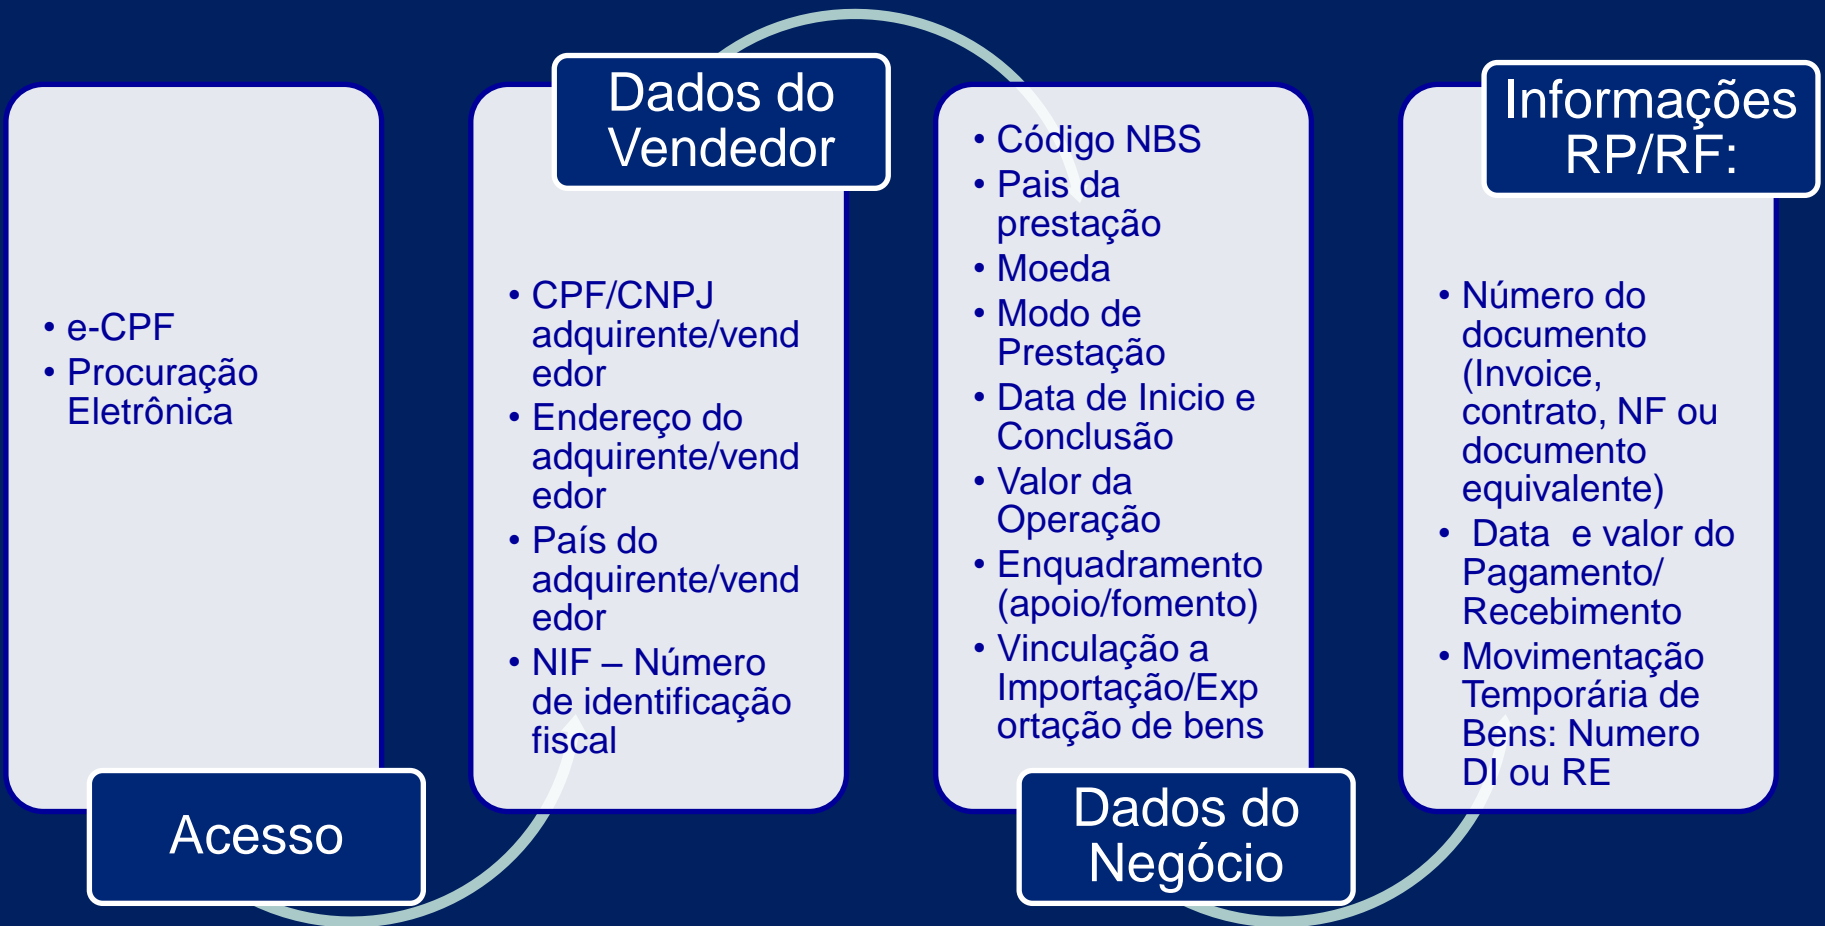 • e-CPF
• Procuração
Eletrônica
Acesso
Dados do
Vendedor
• CPF/CNPJ
adquirente/vend
edor
• Endereço do
adquirente/vend
edor
• País do
adquirente/vend
edor
• NIF – Número
de identificação
fiscal
• Código NBS
• Pais da
prestação
• Moeda
• Modo de
Prestação
• Data de Inicio e
Conclusão
• Valor da
Operação
• Enquadramento
(apoio/fomento)
• Vinculação a
Importação/Exp
ortação de bens
Dados do
Negócio
Informações
RP/RF:
• Número do
documento
(Invoice,
contrato, NF ou
documento
equivalente)
• Data e valor do
Pagamento/
Recebimento
• Movimentação
Temporária de
Bens: Numero
DI ou RE